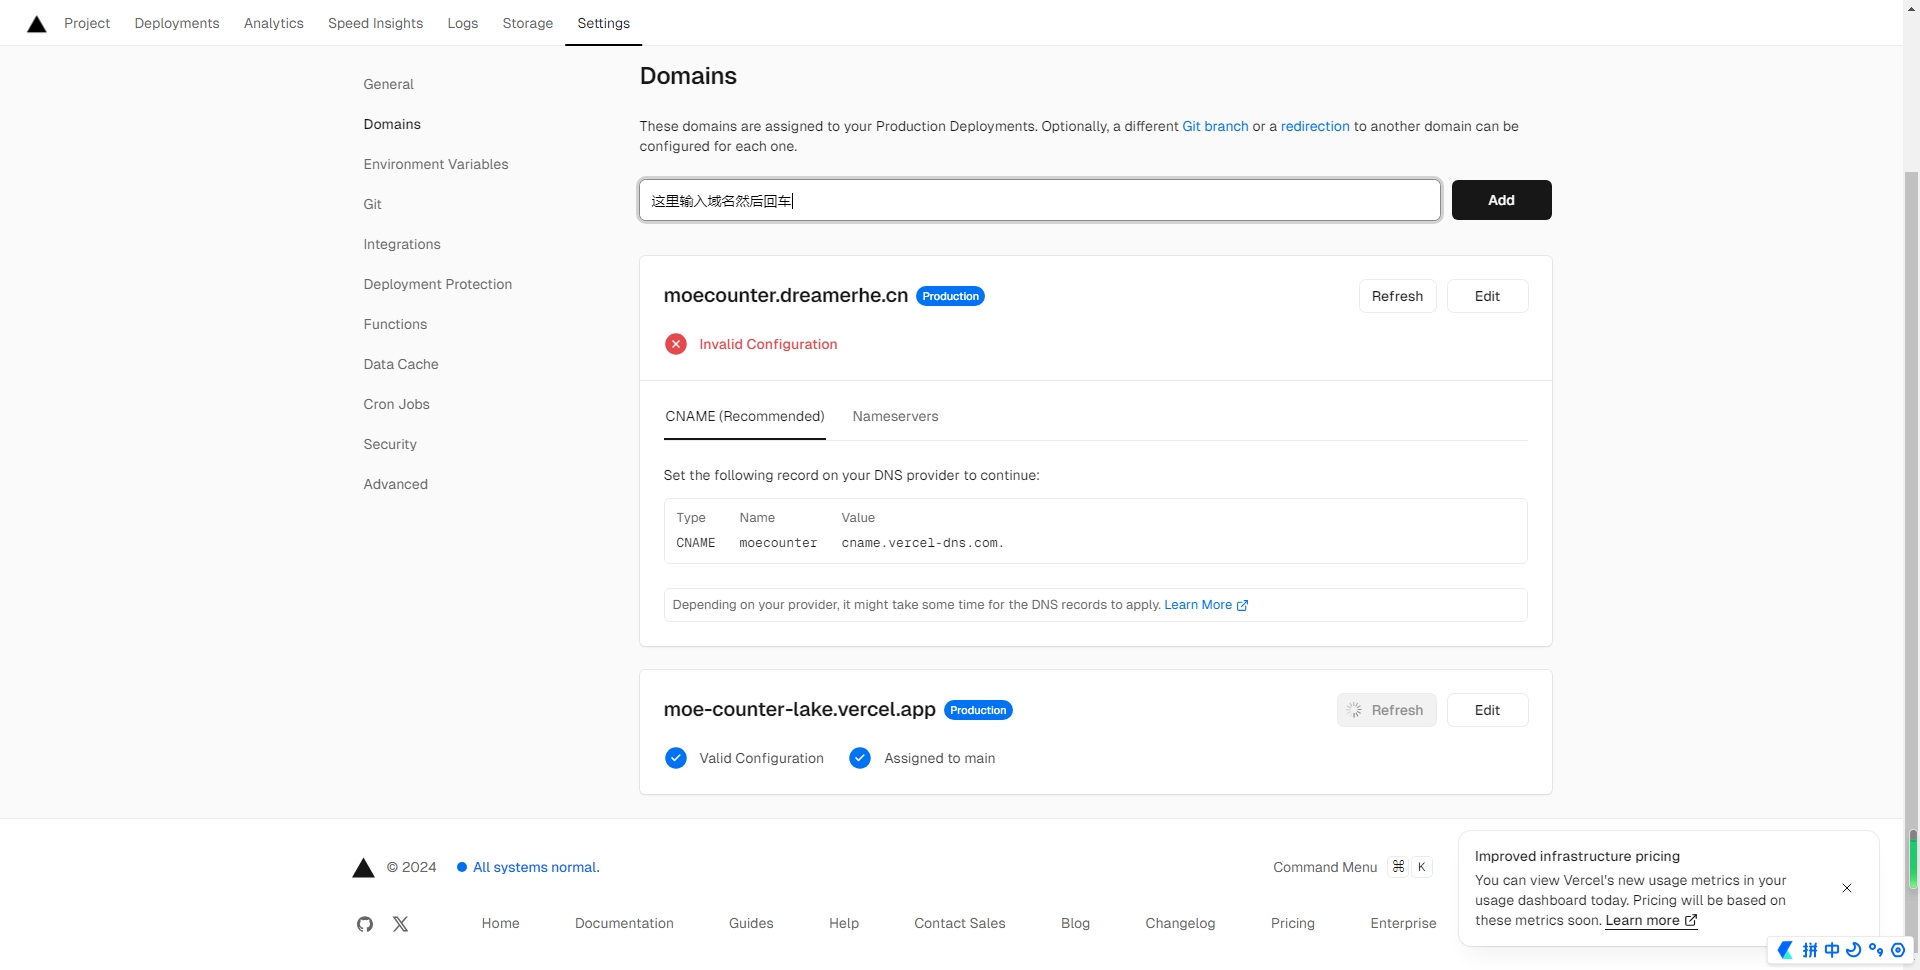 Project Deployments Analytics Speed Insights Logs Storage Settings
General
Domains
Environment Variables
Git
Integrations
Deployment Protection
Functions
Data Cache
Cron Jobs
Security
Advanced
Domains
These domains are assigned to your Production Deployments. Optionally, a different Git branch or a redirection to another domain can be
configured for each one.
这里输入域名然后回车
Add
moecounter.dreamerhe.cn Production
Refresh Edit
Invalid Configuration
CNAME (Recommended) Nameservers
Set the following record on your DNS provider to continue:
Type Name Value
CNAME moecounter cname.vercel-dns.com.
Depending on your provider, it might take some time for the DNS records to apply. Learn More
moe-counter-lake.vercel.app Production
Refresh Edit
Valid Configuration Assigned to main
© 2024 All systems normal.
Command Menu ⌘ K
Home Documentation Guides Help Contact Sales Blog Changelog Pricing Enterprise
Improved infrastructure pricing
You can view Vercel's new usage metrics in your
usage dashboard today. Pricing will be based on
these metrics soon. Learn more
拼 中